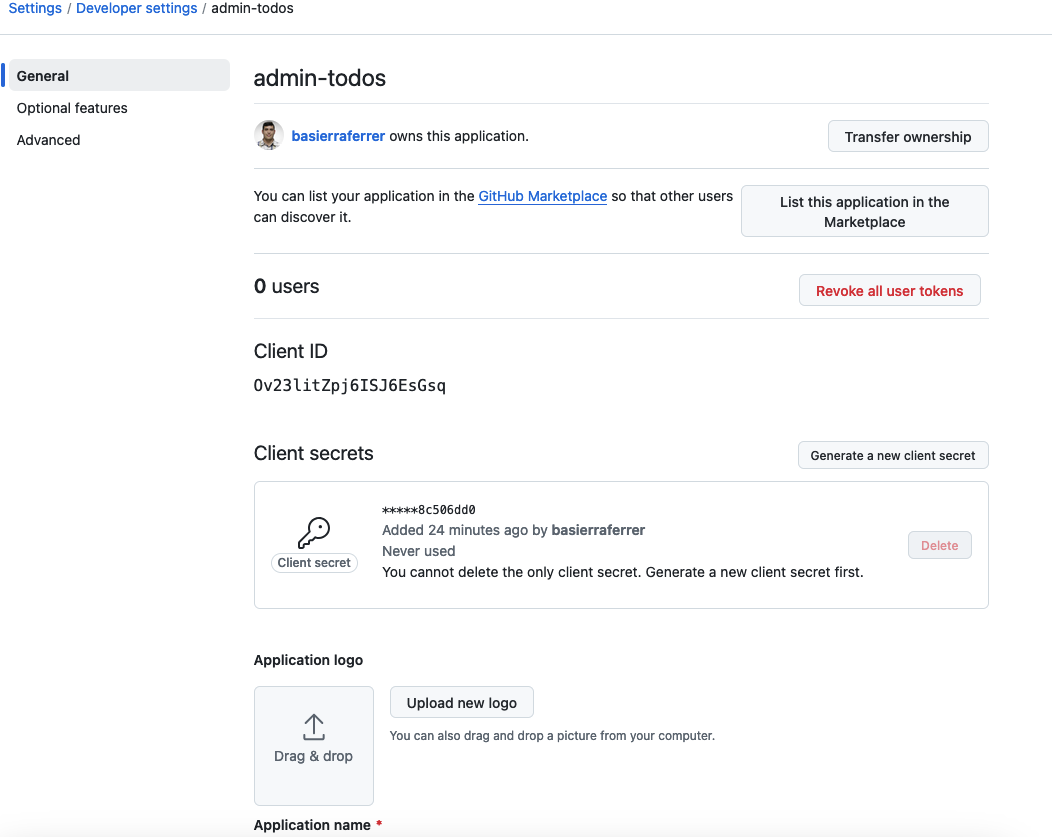 Settings / Developer settings / admin-todos
General
Optional features
Advanced
admin-todos
basierraferrer owns this application.
Transfer ownership
You can list your application in the GitHub Marketplace so that other users
can discover it.
List this application in the
Marketplace
0 users
Revoke all user tokens
Client ID
Ov23litZpj6ISJ6EsGsq
Client secrets
Generate a new client secret
*****8c506dd0
Added 24 minutes ago by basierraferrer
Never used
You cannot delete the only client secret. Generate a new client secret first.
Client secret
Delete
Application logo
Drag & drop
Upload new logo
You can also drag and drop a picture from your computer.
Application name *